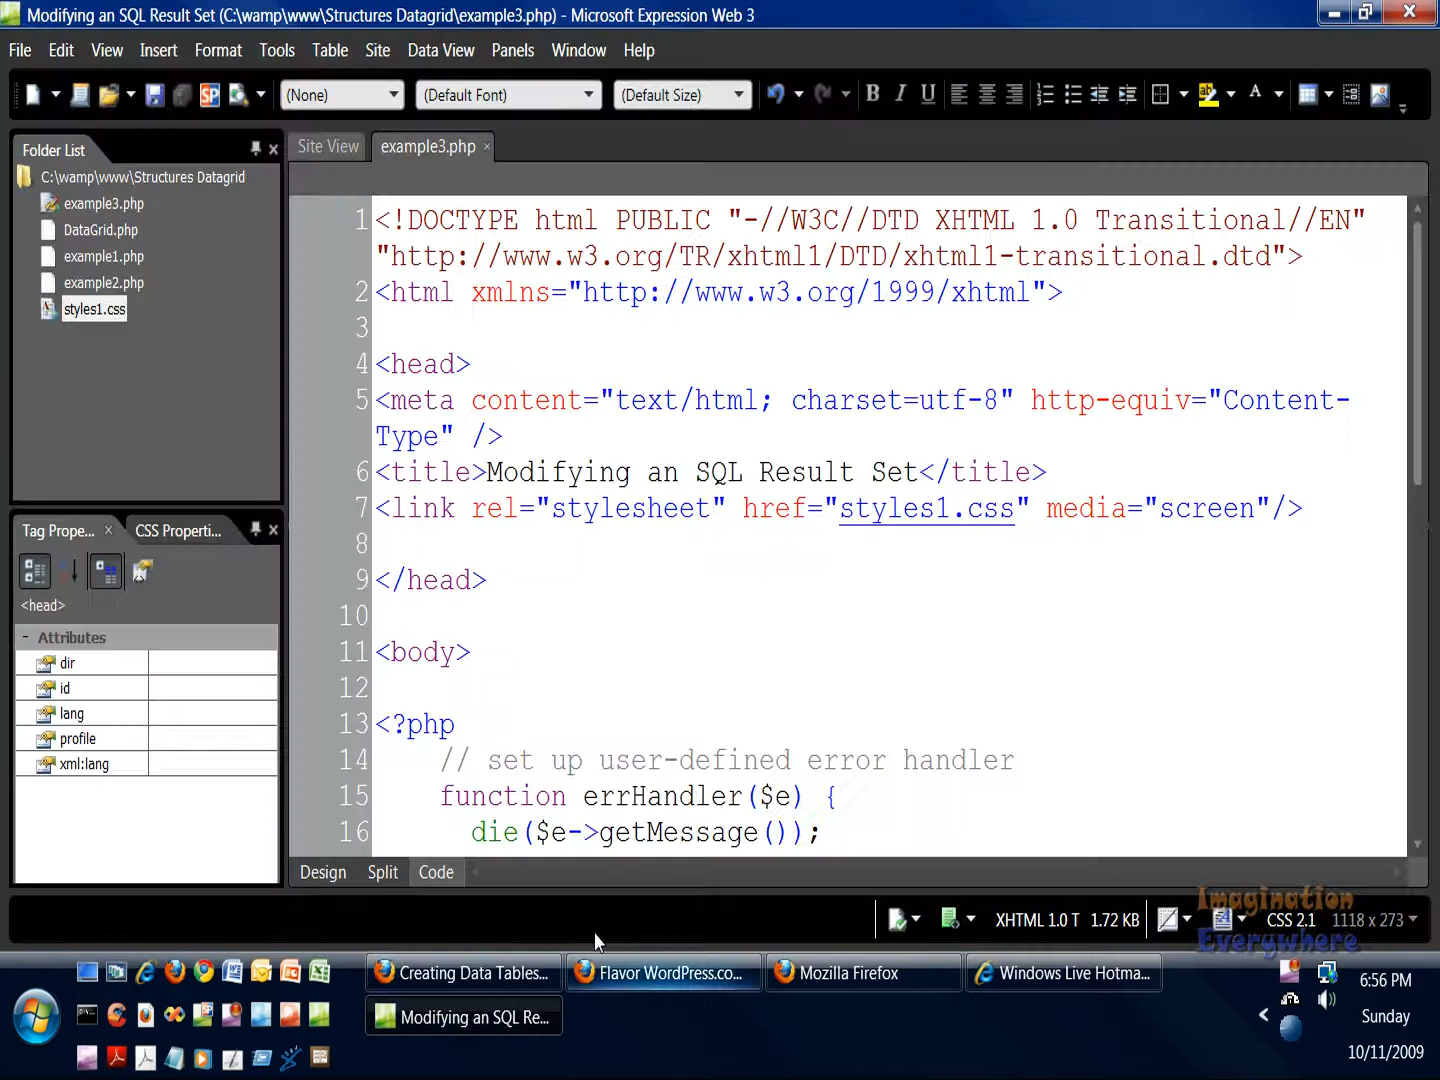 Modifying an SQL Result Set (C:\wamp\www\Structures Datagrid\example3.php) - Microsoft Expression Web 3
File Edit View Insert Format Tools Table Site Data View Panels Window Help
(None) (Default Font) (Default Size) B I U A
Folder List
C:\wamp\www\Structures Datagrid
example3.php
DataGrid.php
example1.php
example2.php
styles1.css
Tag Prope... CSS Properti...
<head>
Attributes
dir
id
lang
profile
xml:lang
Site View example3.php
1 <!DOCTYPE html PUBLIC "-//W3C//DTD XHTML 1.0 Transitional//EN"
"http://www.w3.org/TR/xhtml1/DTD/xhtml1-transitional.dtd">
2 <html xmlns="http://www.w3.org/1999/xhtml">
3
4 <head>
5 <meta content="text/html; charset=utf-8" http-equiv="Content-
Type" />
6 <title>Modifying an SQL Result Set</title>
7 <link rel="stylesheet" href="styles1.css" media="screen"/>
8
9 </head>
10
11 <body>
12
13 <?php
14 // set up user-defined error handler
15 function errHandler($e) {
16 die($e->getMessage());
Design Split Code
Imagination
Everywhere
XHTML 1.0 T 1.72 KB CSS 2.1 1118 x 273
Creating Data Tables... Flavor WordPress.co... Mozilla Firefox Windows Live Hotma...
Modifying an SQL Re...
6:56 PM
Sunday
10/11/2009